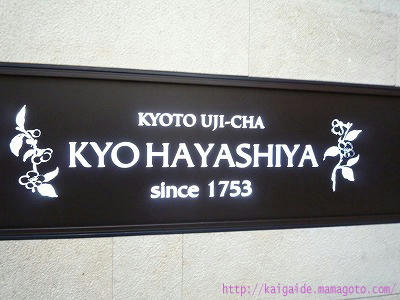 KYOTO UJI-CHA
KYO HAYASHIYA
since 1753
http://kaigaide.mamagoto.com/